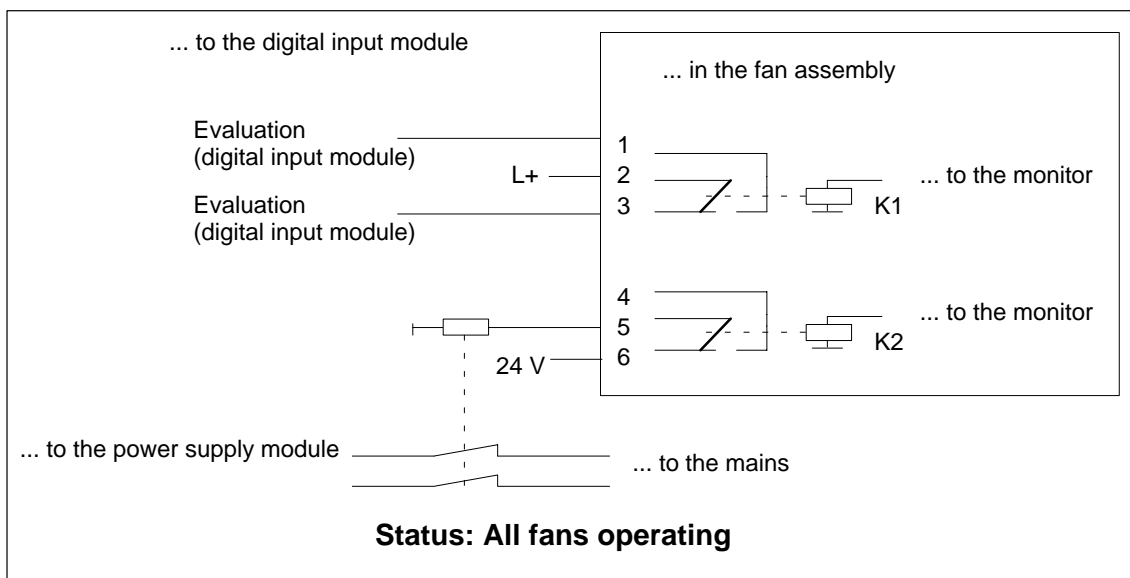 ... to the digital input module
... in the fan assembly
Evaluation
(digital input module)
1
L+
2
... to the monitor
3
K1
Evaluation
(digital input module)
4
... to the monitor
5
K2
24 V
6
... to the power supply module
... to the mains
Status: All fans operating